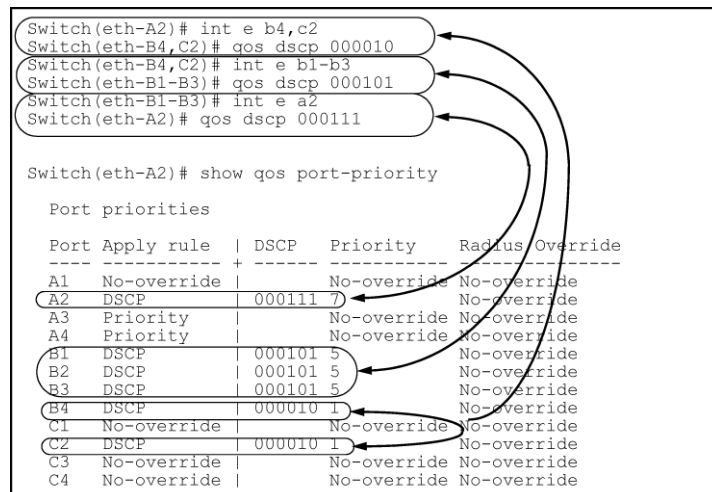 Switch(eth-A2)# int e b4,c2
Switch(eth-B4,C2)# qos dscp 000010
Switch(eth-B4,C2)# int e b1-b3
Switch(eth-B1-B3)# qos dscp 000101
Switch(eth-B1-B3)# int e a2
Switch(eth-A2)# qos dscp 000111
Switch(eth-A2)# show qos port-priority
Port priorities
Port Apply rule | DSCP Priority Radius Override
---- ------------ + ------ ----------- ---------------
A1 No-override | No-override No-override
A2 DSCP | 000111 7 No-override
A3 Priority | No-override No-override
A4 Priority | No-override No-override
B1 DSCP | 000101 5 No-override
B2 DSCP | 000101 5 No-override
B3 DSCP | 000101 5 No-override
B4 DSCP | 000010 1 No-override
C1 No-override | No-override No-override
C2 DSCP | 000010 1 No-override
C3 No-override | No-override No-override
C4 No-override | No-override No-override